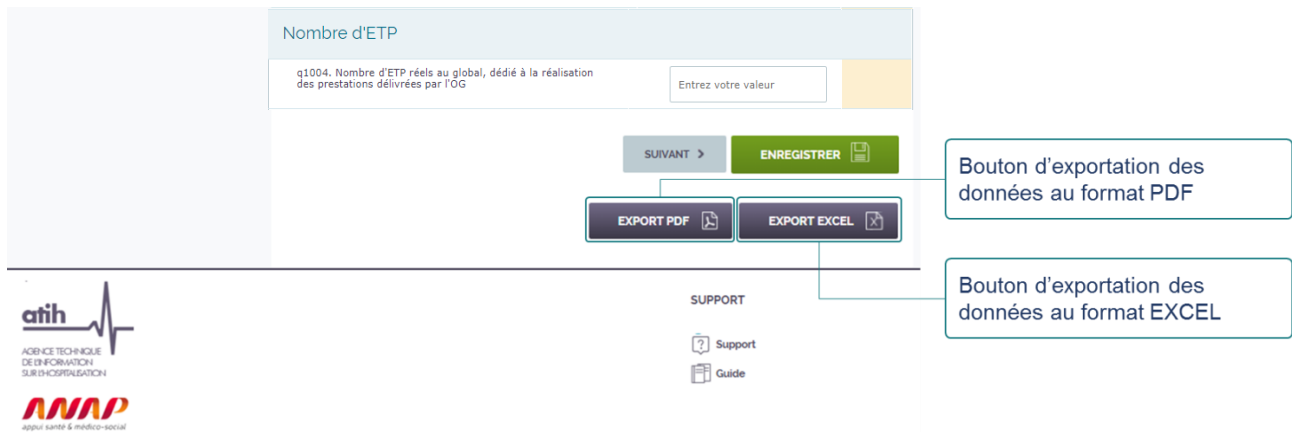 Nombre d'ETP
q1004. Nombre d'ETP réels au global, dédié à la réalisation
des prestations délivrées par l'OG
Entrez votre valeur
SUIVANT >
ENREGISTRER
EXPORT PDF
EXPORT EXCEL
Bouton d’exportation des
données au format PDF
Bouton d’exportation des
données au format EXCEL
atih
AGENCE TECHNIQUE
DE L'INFORMATION
SUR L'HOSPITALISATION
ANAP
appui santé & médico-social
SUPPORT
? Support
Guide